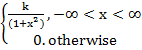 { k/(1+x²), −∞ < x < ∞
0. otherwise